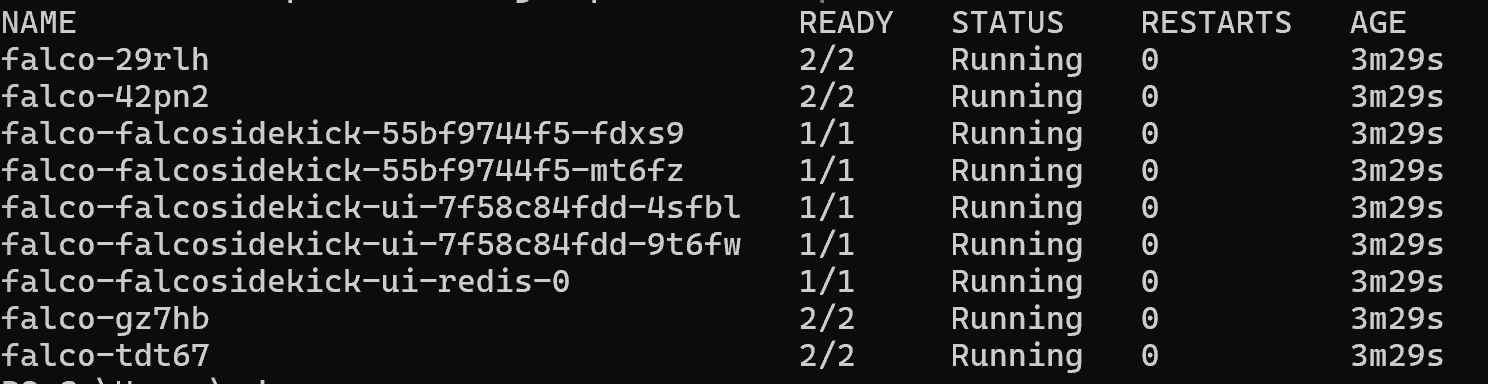 NAME READY STATUS RESTARTS AGE
falco-29rlh 2/2 Running 0 3m29s
falco-42pn2 2/2 Running 0 3m29s
falco-falcosidekick-55bf9744f5-fdxs9 1/1 Running 0 3m29s
falco-falcosidekick-55bf9744f5-mt6fz 1/1 Running 0 3m29s
falco-falcosidekick-ui-7f58c84fdd-4sfbl 1/1 Running 0 3m29s
falco-falcosidekick-ui-7f58c84fdd-9t6fw 1/1 Running 0 3m29s
falco-falcosidekick-ui-redis-0 1/1 Running 0 3m29s
falco-gz7hb 2/2 Running 0 3m29s
falco-tdt67 2/2 Running 0 3m29s